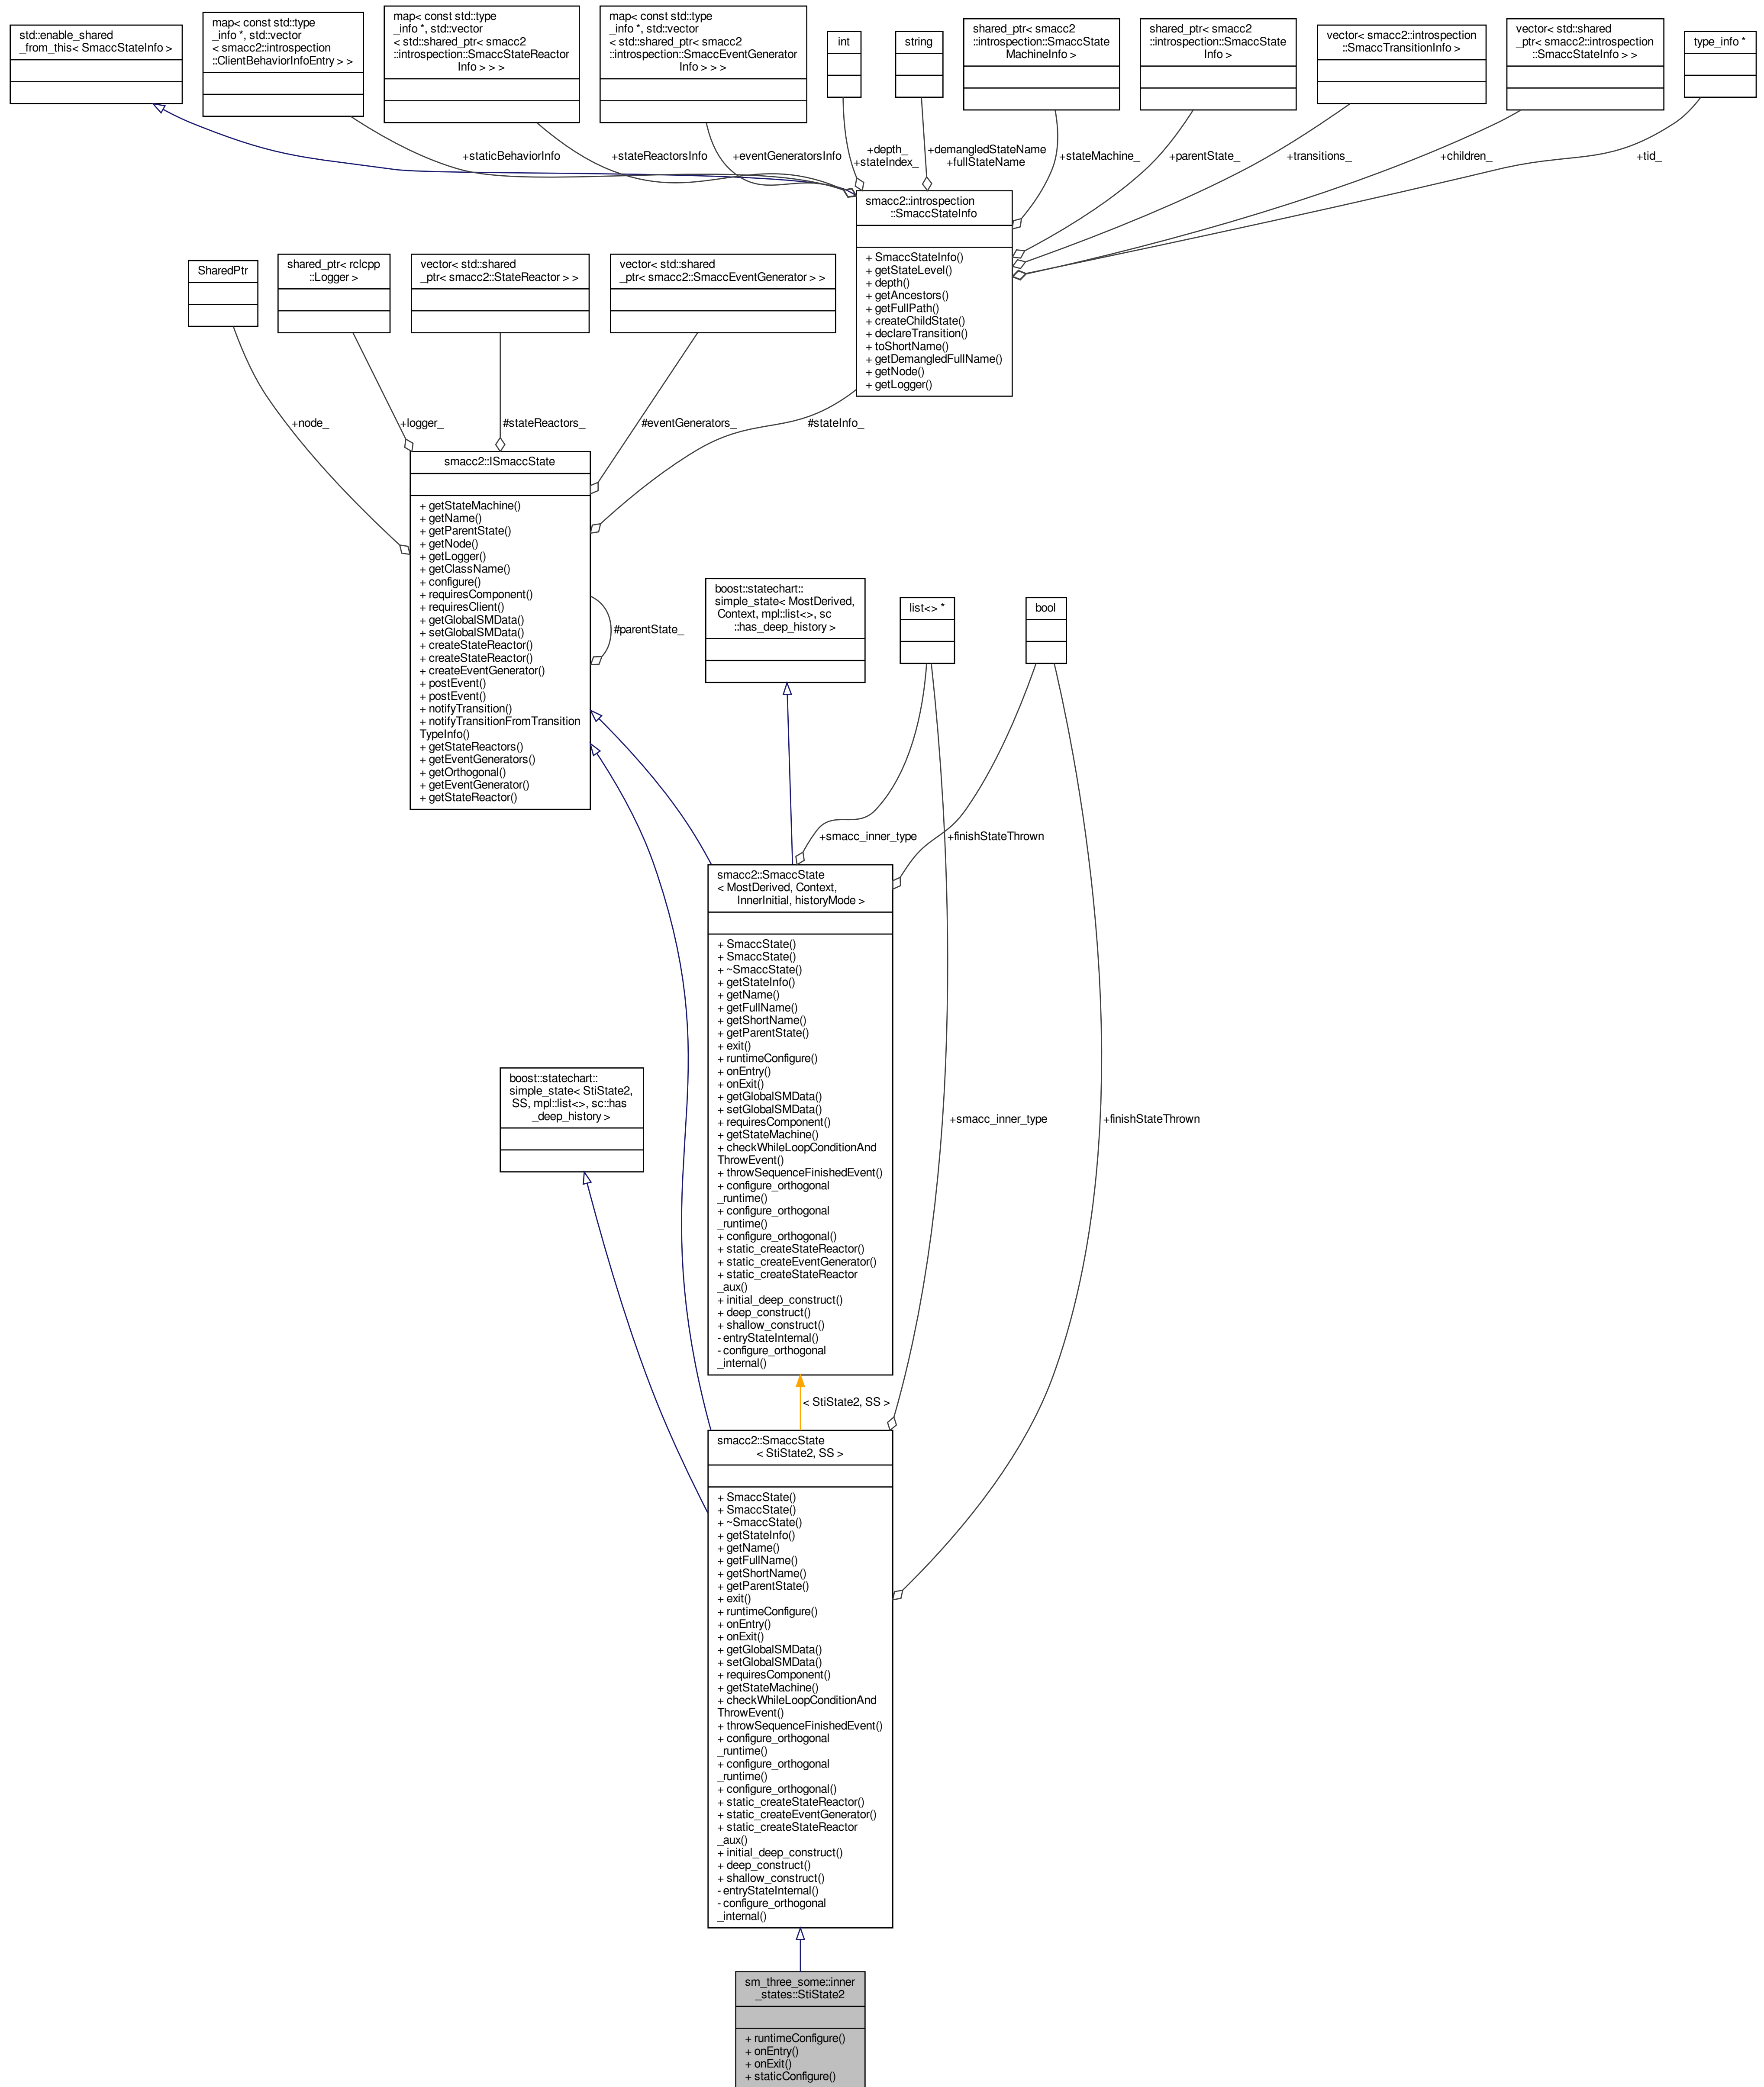 std::enable_shared
_from_this< SmaccStateInfo >
map< const std::type
_info *, std::vector
< smacc2::introspection
::ClientBehaviorInfoEntry > >
map< const std::type
_info *, std::vector
< std::shared_ptr< smacc2
::introspection::SmaccStateReactor
Info > > >
map< const std::type
_info *, std::vector
< std::shared_ptr< smacc2
::introspection::SmaccEventGenerator
Info > > >
int
string
shared_ptr< smacc2
::introspection::SmaccState
MachineInfo >
shared_ptr< smacc2
::introspection::SmaccState
Info >
vector< smacc2::introspection
::SmaccTransitionInfo >
vector< std::shared
_ptr< smacc2::introspection
::SmaccStateInfo > >
type_info *
+staticBehaviorInfo
+stateReactorsInfo
+eventGeneratorsInfo
+depth_
+stateIndex_
+demangledStateName
+fullStateName
+stateMachine_
+parentState_
+transitions_
+children_
+tid_
smacc2::introspection
::SmaccStateInfo
+ SmaccStateInfo()
+ getStateLevel()
+ depth()
+ getAncestors()
+ getFullPath()
+ createChildState()
+ declareTransition()
+ toShortName()
+ getDemangledFullName()
+ getNode()
+ getLogger()
SharedPtr
shared_ptr< rclcpp
::Logger >
vector< std::shared
_ptr< smacc2::StateReactor > >
vector< std::shared
_ptr< smacc2::SmaccEventGenerator > >
+node_
+logger_
#stateReactors_
#eventGenerators_
#stateInfo_
smacc2::ISmaccState
+ getStateMachine()
+ getName()
+ getParentState()
+ getNode()
+ getLogger()
+ getClassName()
+ configure()
+ requiresComponent()
+ requiresClient()
+ getGlobalSMData()
+ setGlobalSMData()
+ createStateReactor()
+ createStateReactor()
+ createEventGenerator()
+ postEvent()
+ postEvent()
+ notifyTransition()
+ notifyTransitionFromTransition
TypeInfo()
+ getStateReactors()
+ getEventGenerators()
+ getOrthogonal()
+ getEventGenerator()
+ getStateReactor()
#parentState_
boost::statechart::
simple_state< MostDerived,
Context, mpl::list<>, sc
::has_deep_history >
list<> *
bool
+smacc_inner_type
+finishStateThrown
smacc2::SmaccState
< MostDerived, Context,
InnerInitial, historyMode >
+ SmaccState()
+ SmaccState()
+ ~SmaccState()
+ getStateInfo()
+ getName()
+ getFullName()
+ getShortName()
+ getParentState()
+ exit()
+ runtimeConfigure()
+ onEntry()
+ onExit()
+ getGlobalSMData()
+ setGlobalSMData()
+ requiresComponent()
+ getStateMachine()
+ checkWhileLoopConditionAnd
ThrowEvent()
+ throwSequenceFinishedEvent()
+ configure_orthogonal
_runtime()
+ configure_orthogonal
_runtime()
+ configure_orthogonal()
+ static_createStateReactor()
+ static_createEventGenerator()
+ static_createStateReactor
_aux()
+ initial_deep_construct()
+ deep_construct()
+ shallow_construct()
- entryStateInternal()
- configure_orthogonal
_internal()
boost::statechart::
simple_state< StiState2,
SS, mpl::list<>, sc::has
_deep_history >
+smacc_inner_type
+finishStateThrown
< StiState2, SS >
smacc2::SmaccState
< StiState2, SS >
+ SmaccState()
+ SmaccState()
+ ~SmaccState()
+ getStateInfo()
+ getName()
+ getFullName()
+ getShortName()
+ getParentState()
+ exit()
+ runtimeConfigure()
+ onEntry()
+ onExit()
+ getGlobalSMData()
+ setGlobalSMData()
+ requiresComponent()
+ getStateMachine()
+ checkWhileLoopConditionAnd
ThrowEvent()
+ throwSequenceFinishedEvent()
+ configure_orthogonal
_runtime()
+ configure_orthogonal
_runtime()
+ configure_orthogonal()
+ static_createStateReactor()
+ static_createEventGenerator()
+ static_createStateReactor
_aux()
+ initial_deep_construct()
+ deep_construct()
+ shallow_construct()
- entryStateInternal()
- configure_orthogonal
_internal()
sm_three_some::inner
_states::StiState2
+ runtimeConfigure()
+ onEntry()
+ onExit()
+ staticConfigure()